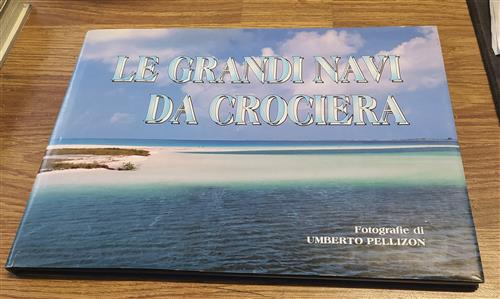 LE GRANDI NAVI
DA CROCIERA
Fotografie di
UMBERTO PELLIZON